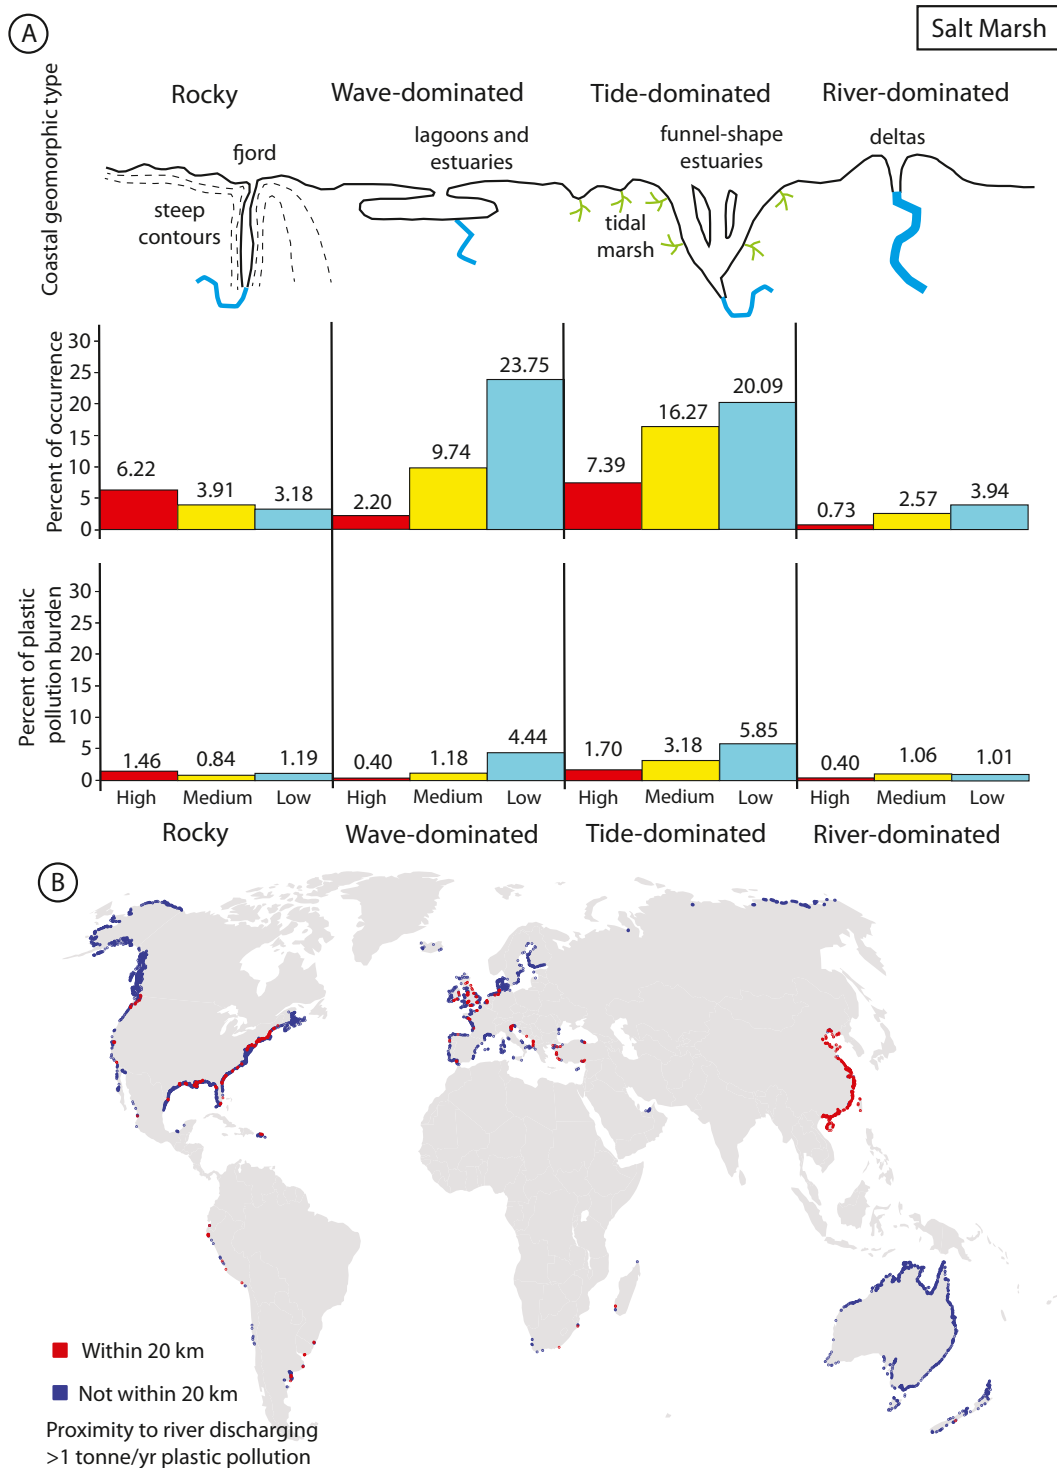 A
Salt Marsh
Coastal geomorphic type
Rocky
Wave-dominated
Tide-dominated
River-dominated
fjord
steep
contours
lagoons and
estuaries
funnel-shape
estuaries
tidal
marsh
deltas
Percent of occurrence
30
25
20
15
10
5
0
6.22
3.91
3.18
2.20
9.74
23.75
7.39
16.27
20.09
0.73
2.57
3.94
Percent of plastic
pollution burden
30
25
20
15
10
5
0
1.46
0.84
1.19
0.40
1.18
4.44
1.70
3.18
5.85
0.40
1.06
1.01
High
Medium
Low
High
Medium
Low
High
Medium
Low
High
Medium
Low
Rocky
Wave-dominated
Tide-dominated
River-dominated
B
Within 20 km
Not within 20 km
Proximity to river discharging
>1 tonne/yr plastic pollution